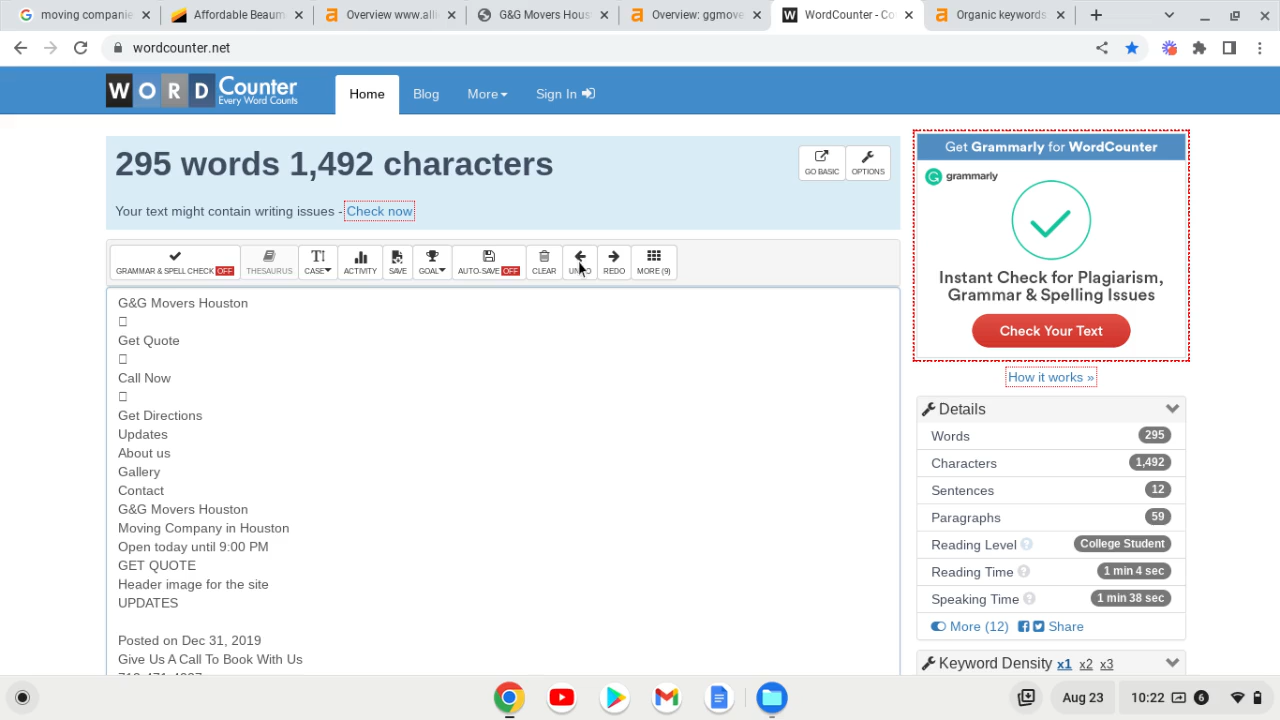 moving companie
Affordable Beaum
Overview www.alli
G&G Movers Hous
Overview: ggmove
WordCounter - Co
Organic keywords
wordcounter.net
WORD Counter
Every Word Counts
Home
Blog
More
Sign In
295 words 1,492 characters
GO BASIC
OPTIONS
Your text might contain writing issues - Check now
GRAMMAR & SPELL CHECK OFF
THESAURUS
CASE
ACTIVITY
SAVE
GOAL
AUTO-SAVE OFF
CLEAR
UNDO
REDO
MORE (9)
G&G Movers Houston
Get Quote
Call Now
Get Directions
Updates
About us
Gallery
Contact
G&G Movers Houston
Moving Company in Houston
Open today until 9:00 PM
GET QUOTE
Header image for the site
UPDATES
Posted on Dec 31, 2019
Give Us A Call To Book With Us
Get Grammarly for WordCounter
grammarly
Instant Check for Plagiarism,
Grammar & Spelling Issues
Check Your Text
How it works »
Details
Words 295
Characters 1,492
Sentences 12
Paragraphs 59
Reading Level College Student
Reading Time 1 min 4 sec
Speaking Time 1 min 38 sec
More (12) Share
Keyword Density x1 x2 x3
Aug 23
10:22
6